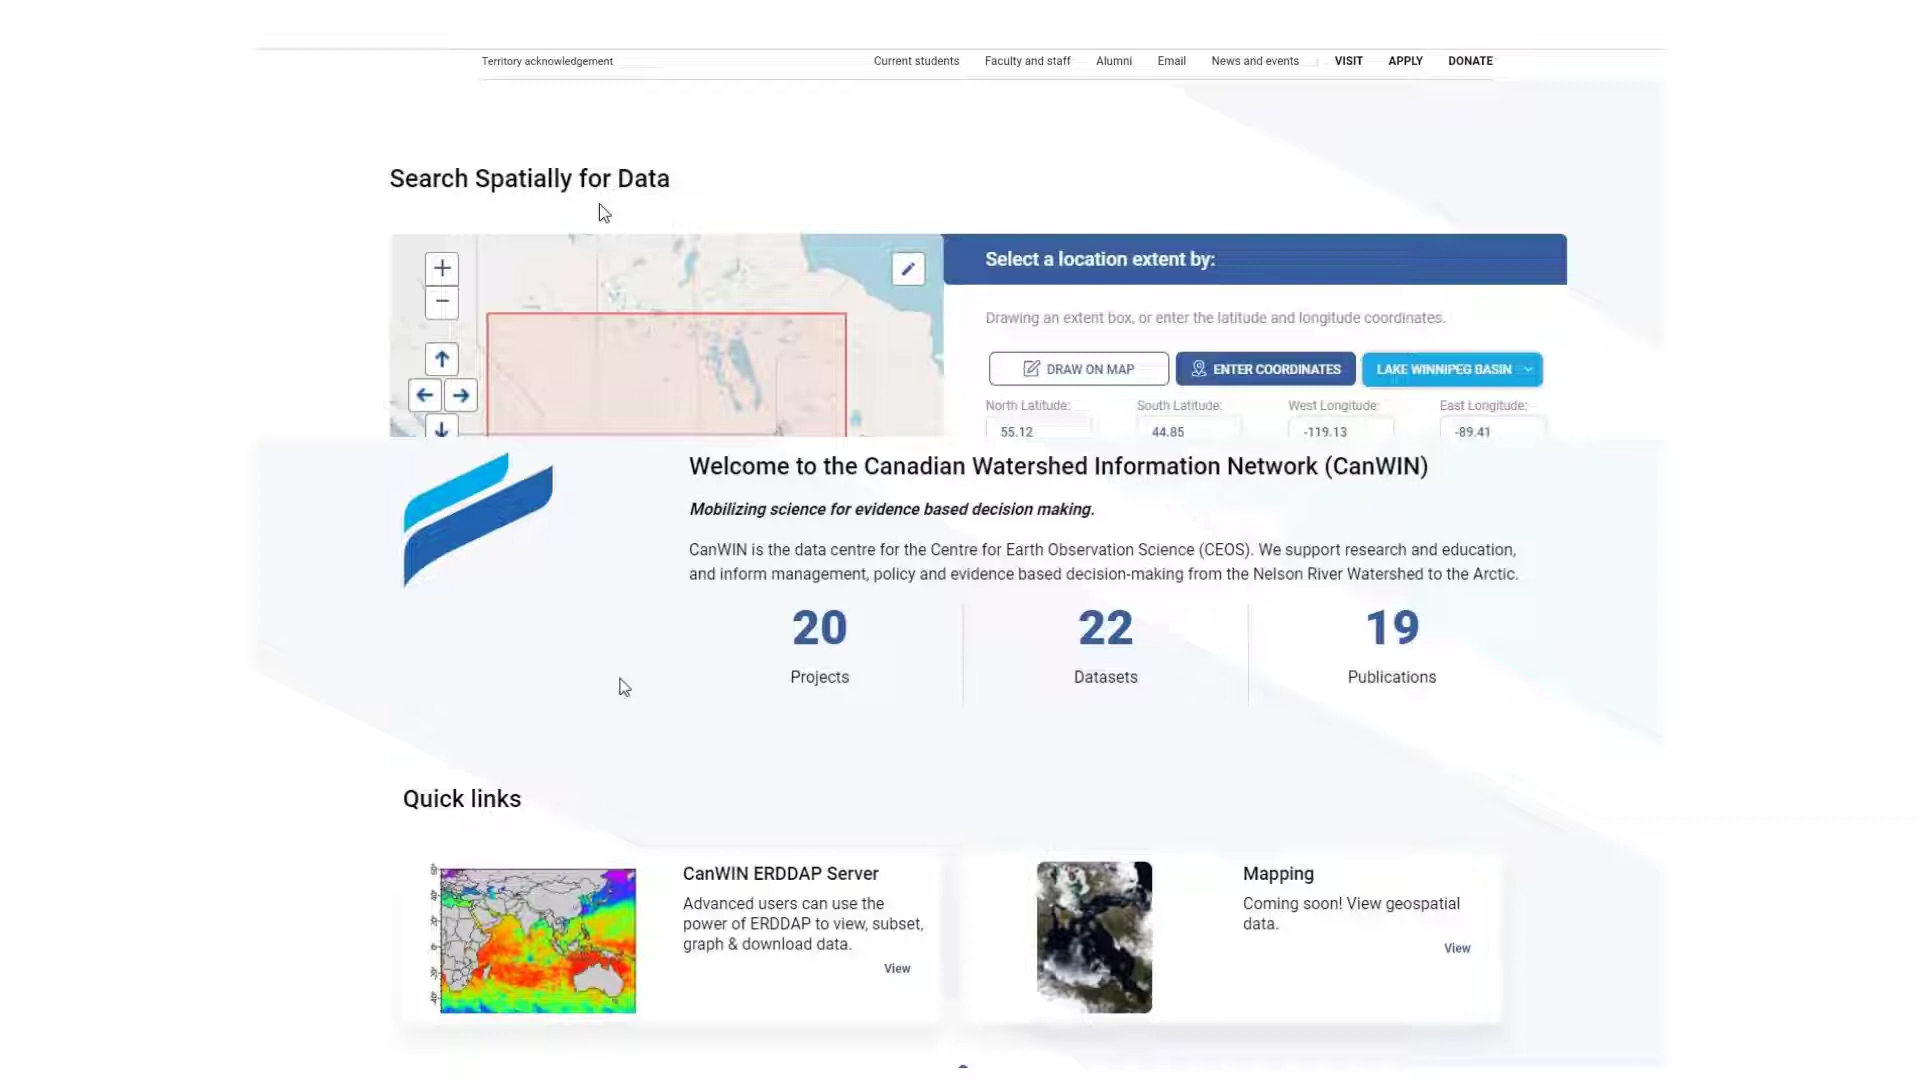 Territory acknowledgement
Current students Faculty and staff Alumni Email News and events VISIT APPLY DONATE
Search Spatially for Data
Select a location extent by:
Drawing an extent box, or enter the latitude and longitude coordinates.
DRAW ON MAP ENTER COORDINATES LAKE WINNIPEG BASIN
North Latitude: South Latitude: West Longitude: East Longitude:
55.12 44.85 -119.13 -89.41
Welcome to the Canadian Watershed Information Network (CanWIN)
Mobilizing science for evidence based decision making.
CanWIN is the data centre for the Centre for Earth Observation Science (CEOS). We support research and education,
and inform management, policy and evidence based decision-making from the Nelson River Watershed to the Arctic.
20 22 19
Projects Datasets Publications
Quick links
CanWIN ERDDAP Server
Advanced users can use the
power of ERDDAP to view, subset,
graph & download data.
View
Mapping
Coming soon! View geospatial
data.
View